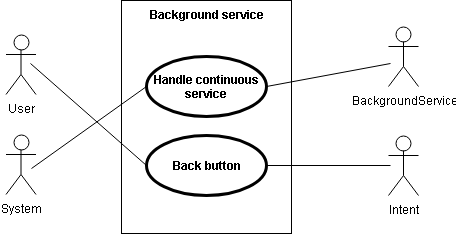 Background service
Handle continuous
service
User
BackgroundService
Back button
System
Intent